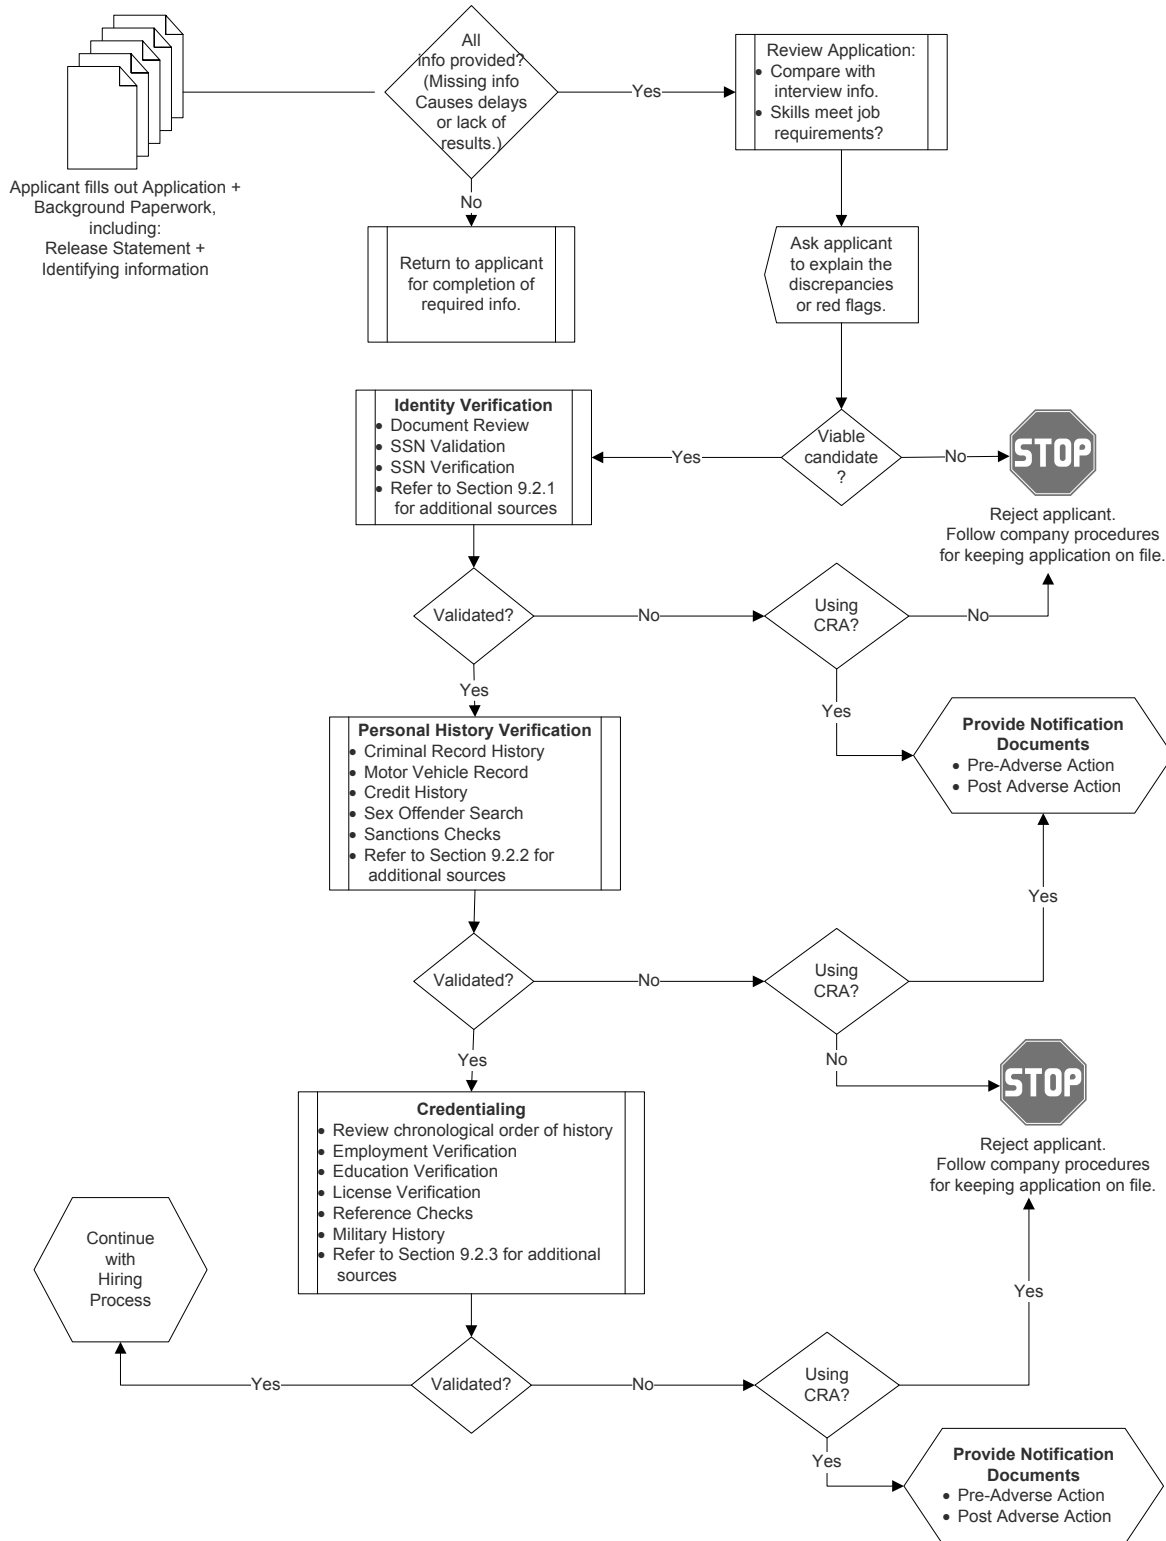 All
info provided?
(Missing info
Causes delays
or lack of
results.)
Yes
Review Application:
• Compare with
interview info.
• Skills meet job
requirements?
Applicant fills out Application +
Background Paperwork,
including:
Release Statement +
Identifying information
No
Return to applicant
for completion of
required info.
Ask applicant
to explain the
discrepancies
or red flags.
Identity Verification
• Document Review
• SSN Validation
• SSN Verification
• Refer to Section 9.2.1
for additional sources
Yes
Viable
candidate
?
No
STOP
Reject applicant.
Follow company procedures
for keeping application on file.
Validated?
No
Using
CRA?
No
Yes
Yes
Personal History Verification
• Criminal Record History
• Motor Vehicle Record
• Credit History
• Sex Offender Search
• Sanctions Checks
• Refer to Section 9.2.2 for
additional sources
Provide Notification
Documents
• Pre-Adverse Action
• Post Adverse Action
Yes
Validated?
No
Using
CRA?
Yes
No
STOP
Reject applicant.
Follow company procedures
for keeping application on file.
Credentialing
• Review chronological order of history
• Employment Verification
• Education Verification
• License Verification
• Reference Checks
• Military History
• Refer to Section 9.2.3 for additional
sources
Continue
with
Hiring
Process
Yes
Yes
Validated?
No
Using
CRA?
Yes
Provide Notification
Documents
• Pre-Adverse Action
• Post Adverse Action